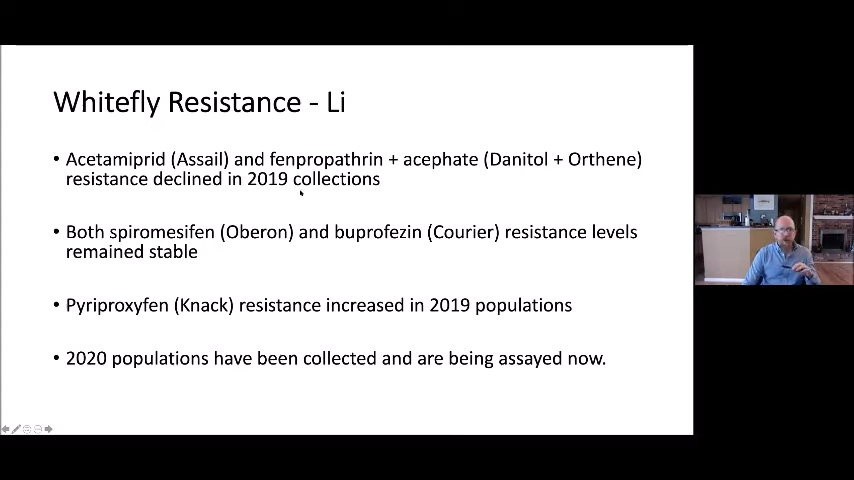 Whitefly Resistance - Li
• Acetamiprid (Assail) and fenpropathrin + acephate (Danitol + Orthene)
resistance declined in 2019 collections
• Both spiromesifen (Oberon) and buprofezin (Courier) resistance levels
remained stable
• Pyriproxyfen (Knack) resistance increased in 2019 populations
• 2020 populations have been collected and are being assayed now.